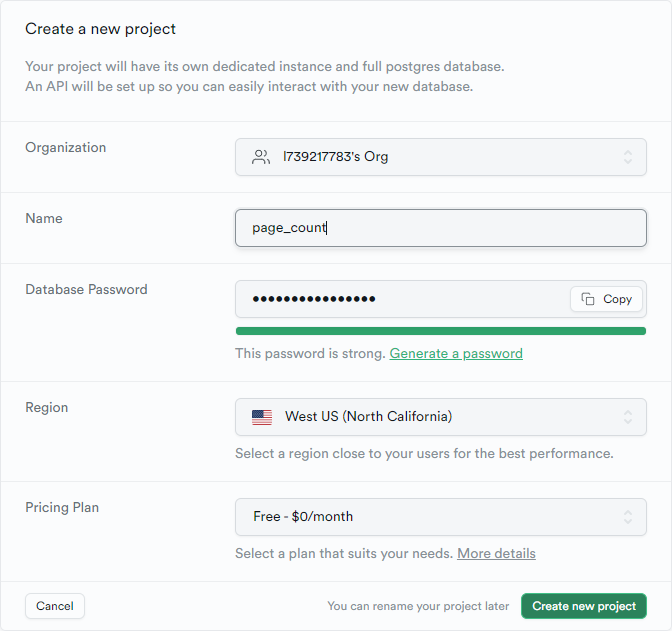 Create a new project
Your project will have its own dedicated instance and full postgres database.
An API will be set up so you can easily interact with your new database.
Organization
l739217783's Org
Name
page_count
Database Password
••••••••••••••••
Copy
This password is strong. Generate a password
Region
West US (North California)
Select a region close to your users for the best performance.
Pricing Plan
Free - $0/month
Select a plan that suits your needs. More details
Cancel
You can rename your project later
Create new project